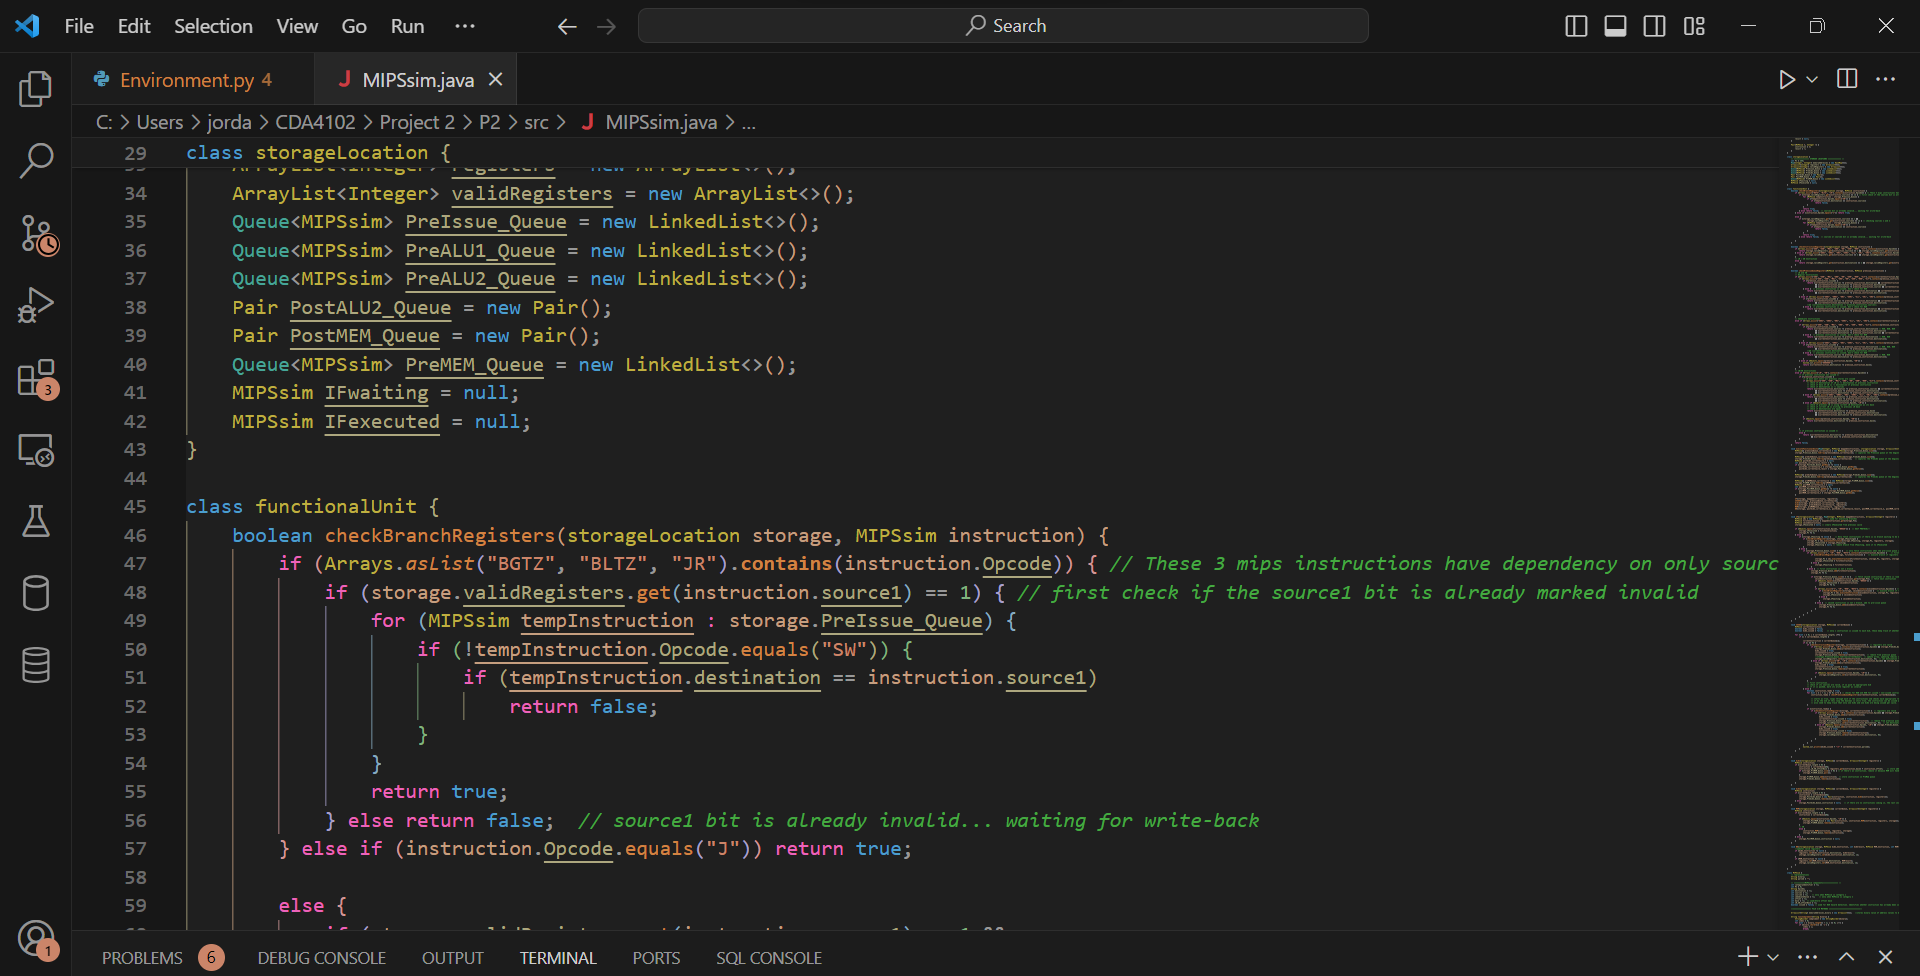 File Edit Selection View Go Run ··· Search
Environment.py 4 MIPSsim.java
C: > Users > jorda > CDA4102 > Project 2 > P2 > src > MIPSsim.java > ...
29 class storageLocation {
34 ArrayList<Integer> validRegisters = new ArrayList<>();
35 Queue<MIPSsim> PreIssue_Queue = new LinkedList<>();
36 Queue<MIPSsim> PreALU1_Queue = new LinkedList<>();
37 Queue<MIPSsim> PreALU2_Queue = new LinkedList<>();
38 Pair PostALU2_Queue = new Pair();
39 Pair PostMEM_Queue = new Pair();
40 Queue<MIPSsim> PreMEM_Queue = new LinkedList<>();
41 MIPSsim IFwaiting = null;
42 MIPSsim IFexecuted = null;
43 }
44
45 class functionalUnit {
46 boolean checkBranchRegisters(storageLocation storage, MIPSsim instruction) {
47 if (Arrays.asList("BGTZ", "BLTZ", "JR").contains(instruction.Opcode)) { // These 3 mips instructions have dependency on only sourc
48 if (storage.validRegisters.get(instruction.source1) == 1) { // first check if the source1 bit is already marked invalid
49 for (MIPSsim tempInstruction : storage.PreIssue_Queue) {
50 if (!tempInstruction.Opcode.equals("SW")) {
51 if (tempInstruction.destination == instruction.source1)
52 return false;
53 }
54 }
55 return true;
56 } else return false; // source1 bit is already invalid... waiting for write-back
57 } else if (instruction.Opcode.equals("J")) return true;
58
59 else {
3
1
PROBLEMS 6 DEBUG CONSOLE OUTPUT TERMINAL PORTS SQL CONSOLE